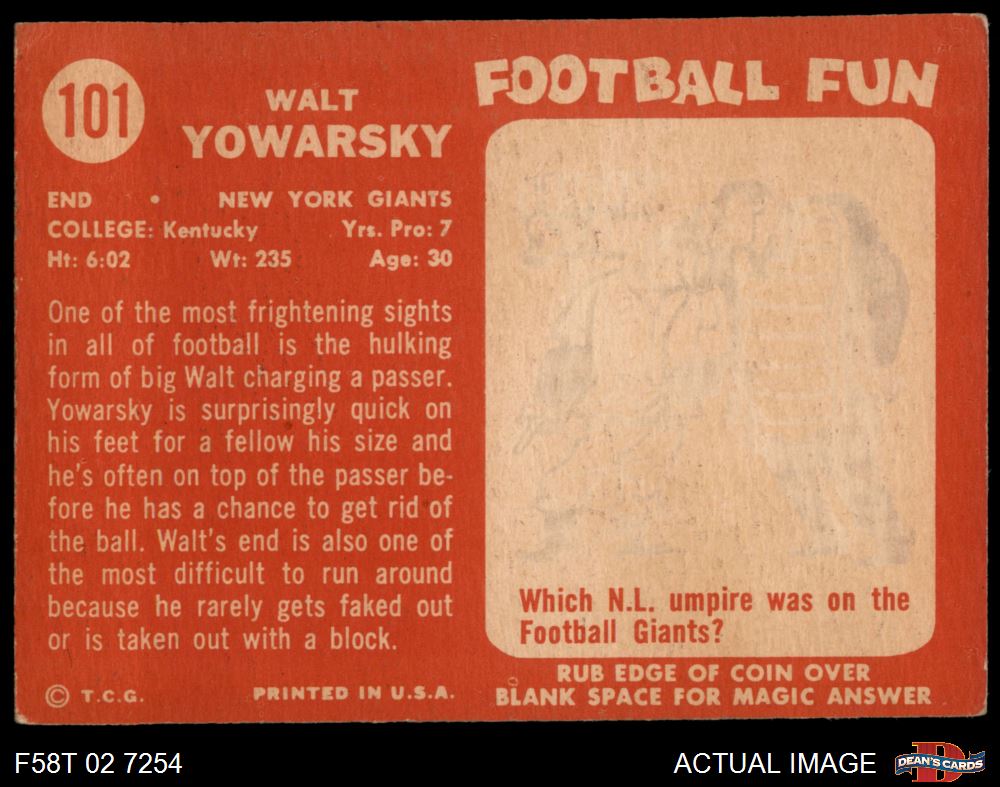 101
WALT
YOWARSKY
END • NEW YORK GIANTS
COLLEGE: Kentucky Yrs. Pro: 7
Ht: 6:02 Wt: 235 Age: 30
One of the most frightening sights
in all of football is the hulking
form of big Walt charging a passer.
Yowarsky is surprisingly quick on
his feet for a fellow his size and
he's often on top of the passer be-
fore he has a chance to get rid of
the ball. Walt's end is also one of
the most difficult to run around
because he rarely gets faked out
or is taken out with a block.
© T.C.G. PRINTED IN U.S.A.
FOOTBALL FUN
Which N.L. umpire was on the
Football Giants?
RUB EDGE OF COIN OVER
BLANK SPACE FOR MAGIC ANSWER
F58T 02 7254
ACTUAL IMAGE
D
DEAN'S CARDS